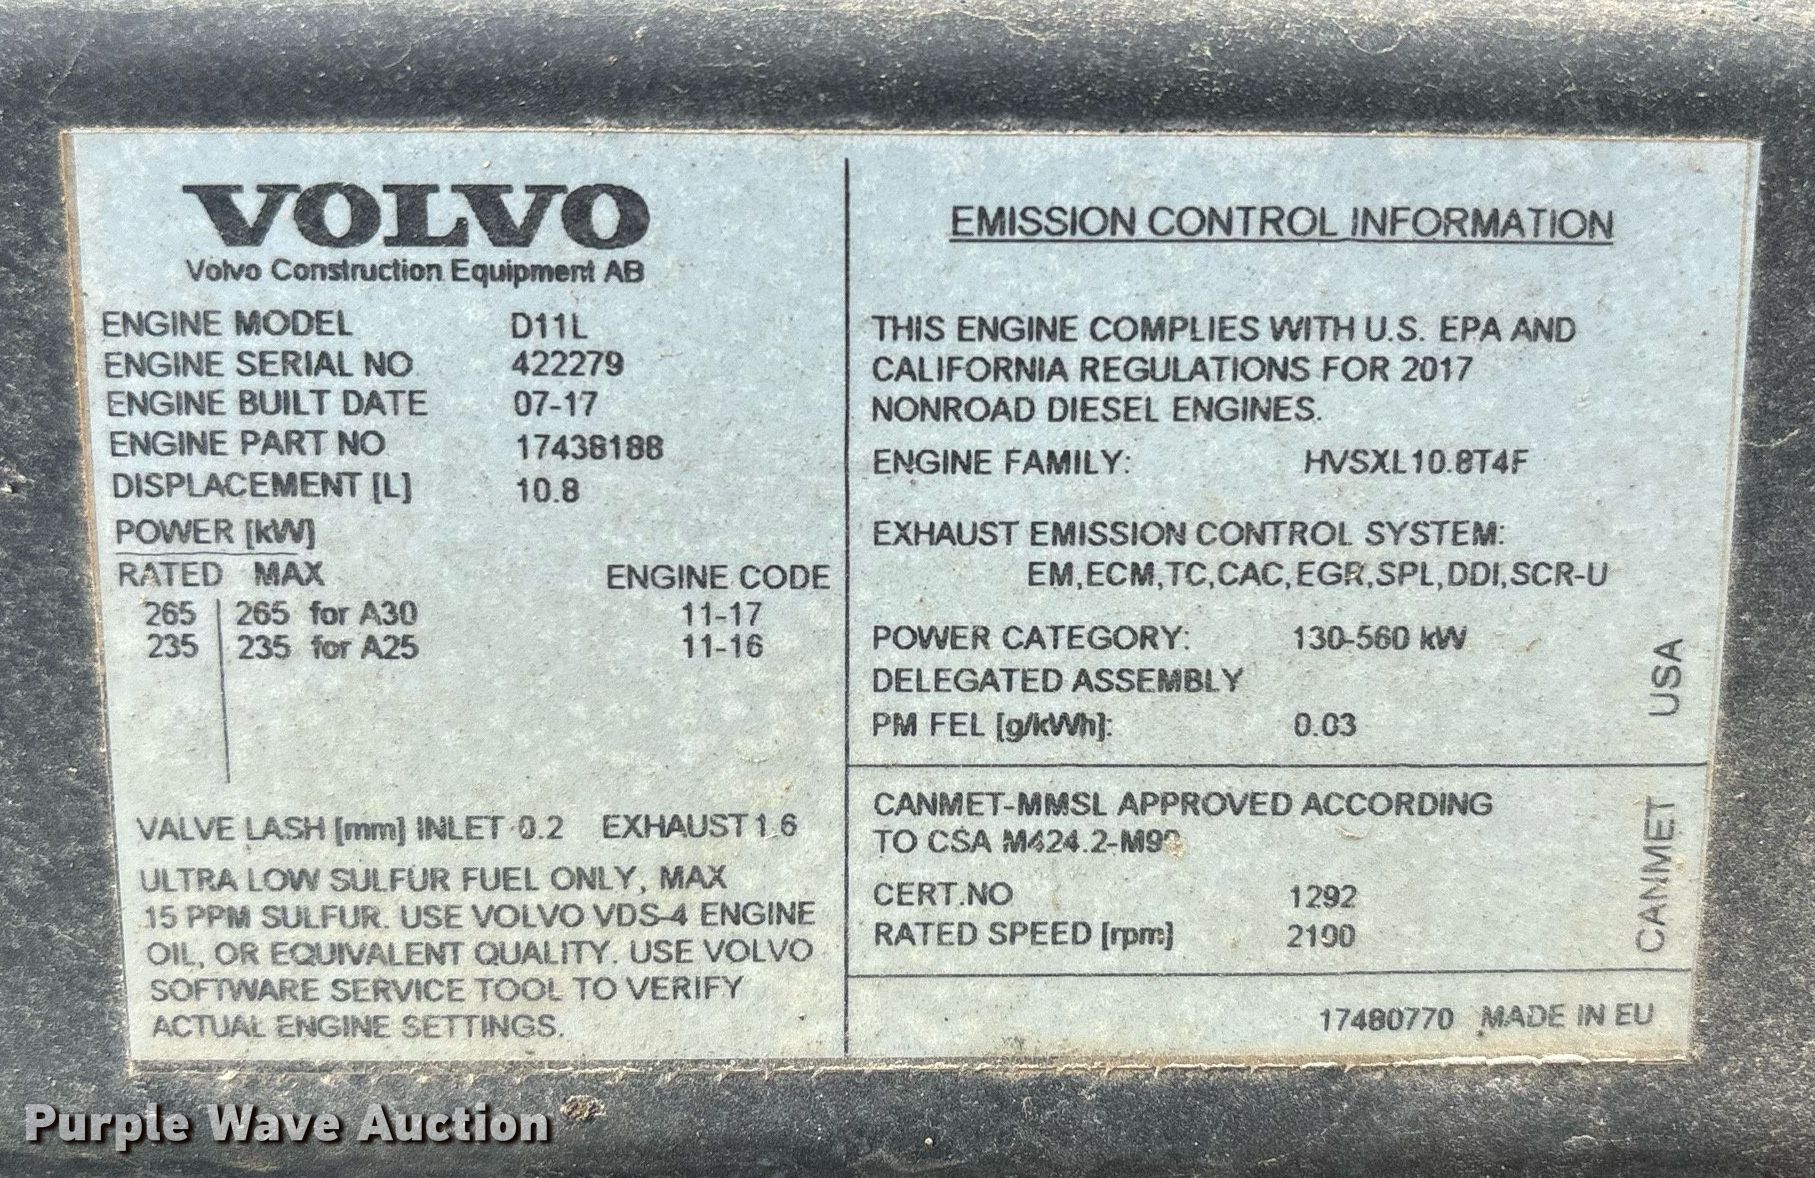 VOLVO
Volvo Construction Equipment AB
ENGINE MODEL D11L
ENGINE SERIAL NO 422279
ENGINE BUILT DATE 07-17
ENGINE PART NO 17438188
DISPLACEMENT [L] 10.8
POWER [kW]
RATED MAX ENGINE CODE
265 265 for A30 11-17
235 235 for A25 11-16
VALVE LASH [mm] INLET 0.2 EXHAUST 1.6
ULTRA LOW SULFUR FUEL ONLY, MAX
15 PPM SULFUR. USE VOLVO VDS-4 ENGINE
OIL, OR EQUIVALENT QUALITY. USE VOLVO
SOFTWARE SERVICE TOOL TO VERIFY
ACTUAL ENGINE SETTINGS.
EMISSION CONTROL INFORMATION
THIS ENGINE COMPLIES WITH U.S. EPA AND
CALIFORNIA REGULATIONS FOR 2017
NONROAD DIESEL ENGINES.
ENGINE FAMILY: HVSXL10.8T4F
EXHAUST EMISSION CONTROL SYSTEM:
EM,ECM,TC,CAC,EGR,SPL,DDI,SCR-U
POWER CATEGORY: 130-560 kW
DELEGATED ASSEMBLY
PM FEL [g/kWh]: 0.03
USA
CANMET-MMSL APPROVED ACCORDING
TO CSA
CERT.NO 1292
RATED SPEED [rpm] 2100
CANMET
17480770 MADE IN EU
Purple Wave Auction